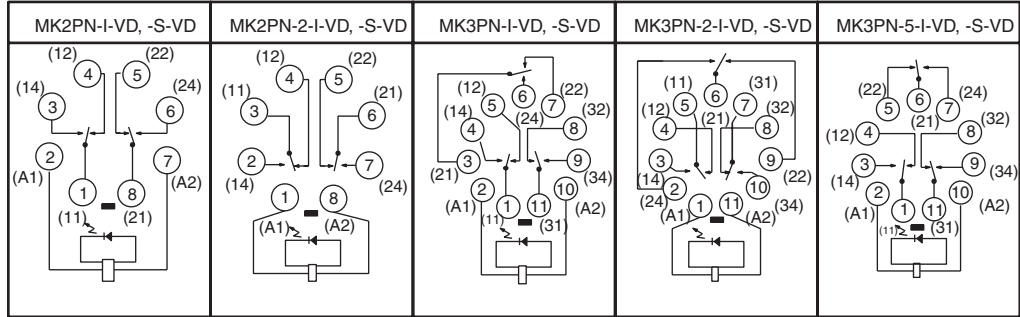 MK2PN-I-VD, -S-VD
(12) (22)
4 5
(14) (24)
3 6
2 7
(A1) (A2)
1 8
(11) (21)
MK2PN-2-I-VD, -S-VD
(12) (22)
4 5
(11) (21)
3 6
2 7
(14) (24)
1 8
(A1) (A2)
MK3PN-I-VD, -S-VD
6
(12) 5 7 (22)
(14) (24) (32)
4 8
3 9
(21) (34)
2 10
(A1) 1 11 (A2)
(11) (31)
MK3PN-2-I-VD, -S-VD
(11) 6 (31)
5 7
(12) (21) (32)
4 8
3 9
(14) (22)
2 10
(24) (34)
1 11
(A1) (A2)
MK3PN-5-I-VD, -S-VD
(22) 6 (24)
5 7
(21)
(12) 4 8 (32)
3 9
(14) (34)
2 10
(A1) 1 11 (A2)
(11) (31)